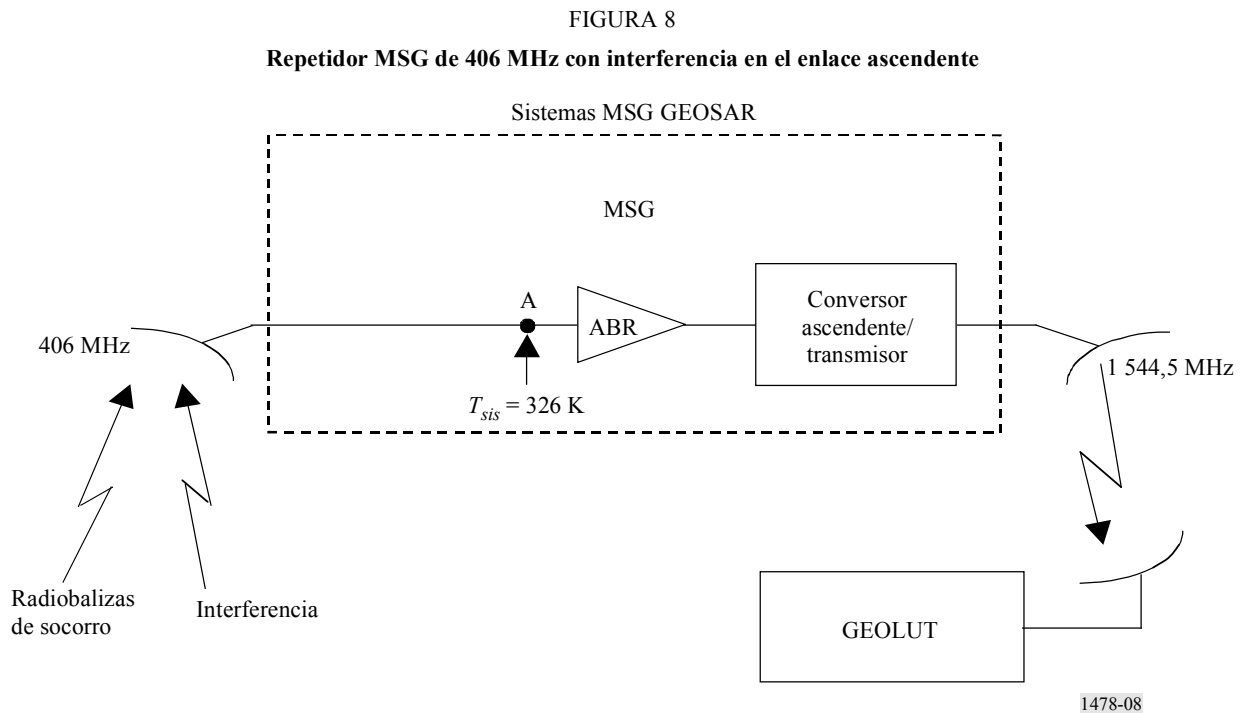 FIGURA 8
Repetidor MSG de 406 MHz con interferencia en el enlace ascendente
Sistemas MSG GEOSAR
MSG
A
ABR
Conversor
ascendente/
transmisor
406 MHz
1 544,5 MHz
Tsis = 326 K
Radiobalizas
de socorro
Interferencia
GEOLUT
1478-08